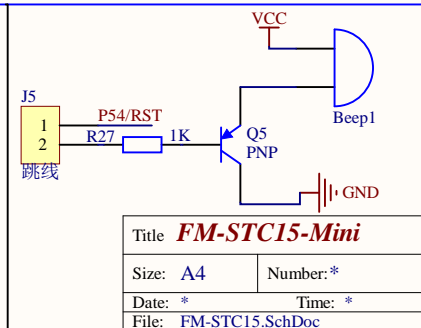 VCC
Beep1
J5
P54/RST
1
2
R27
1K
Q5
PNP
跳线
GND
Title FM-STC15-Mini
Size: A4 Number:*
Date: * Time: *
File: FM-STC15.SchDoc